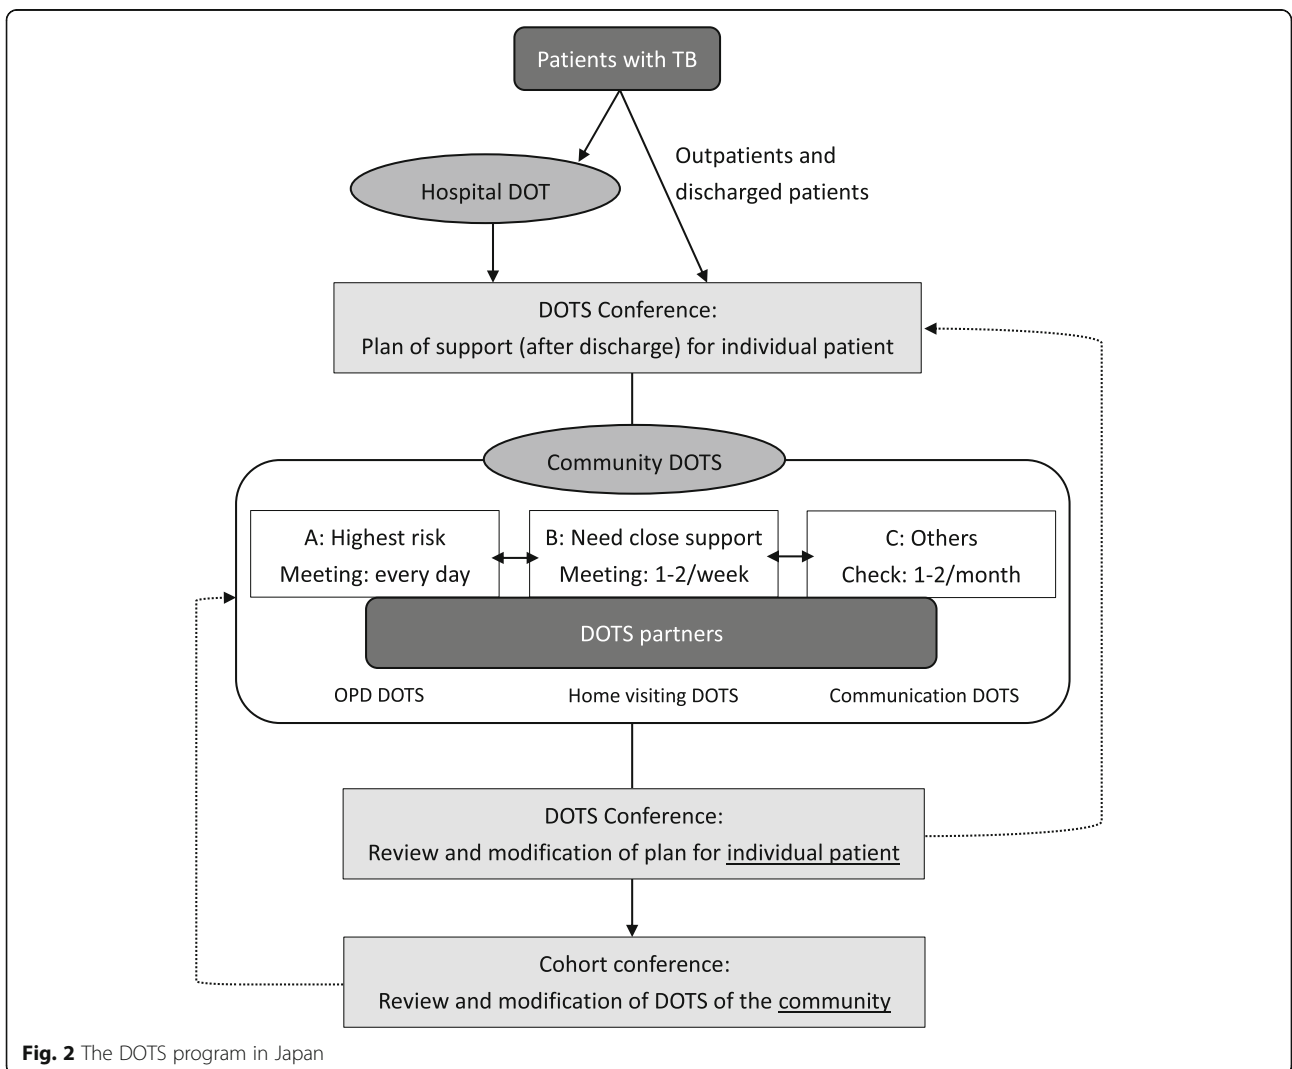 Patients with TB
Outpatients and
discharged patients
Hospital DOT
DOTS Conference:
Plan of support (after discharge) for individual patient
Community DOTS
A: Highest risk
Meeting: every day
B: Need close support
Meeting: 1-2/week
C: Others
Check: 1-2/month
DOTS partners
OPD DOTS
Home visiting DOTS
Communication DOTS
DOTS Conference:
Review and modification of plan for individual patient
Cohort conference:
Review and modification of DOTS of the community
Fig. 2 The DOTS program in Japan